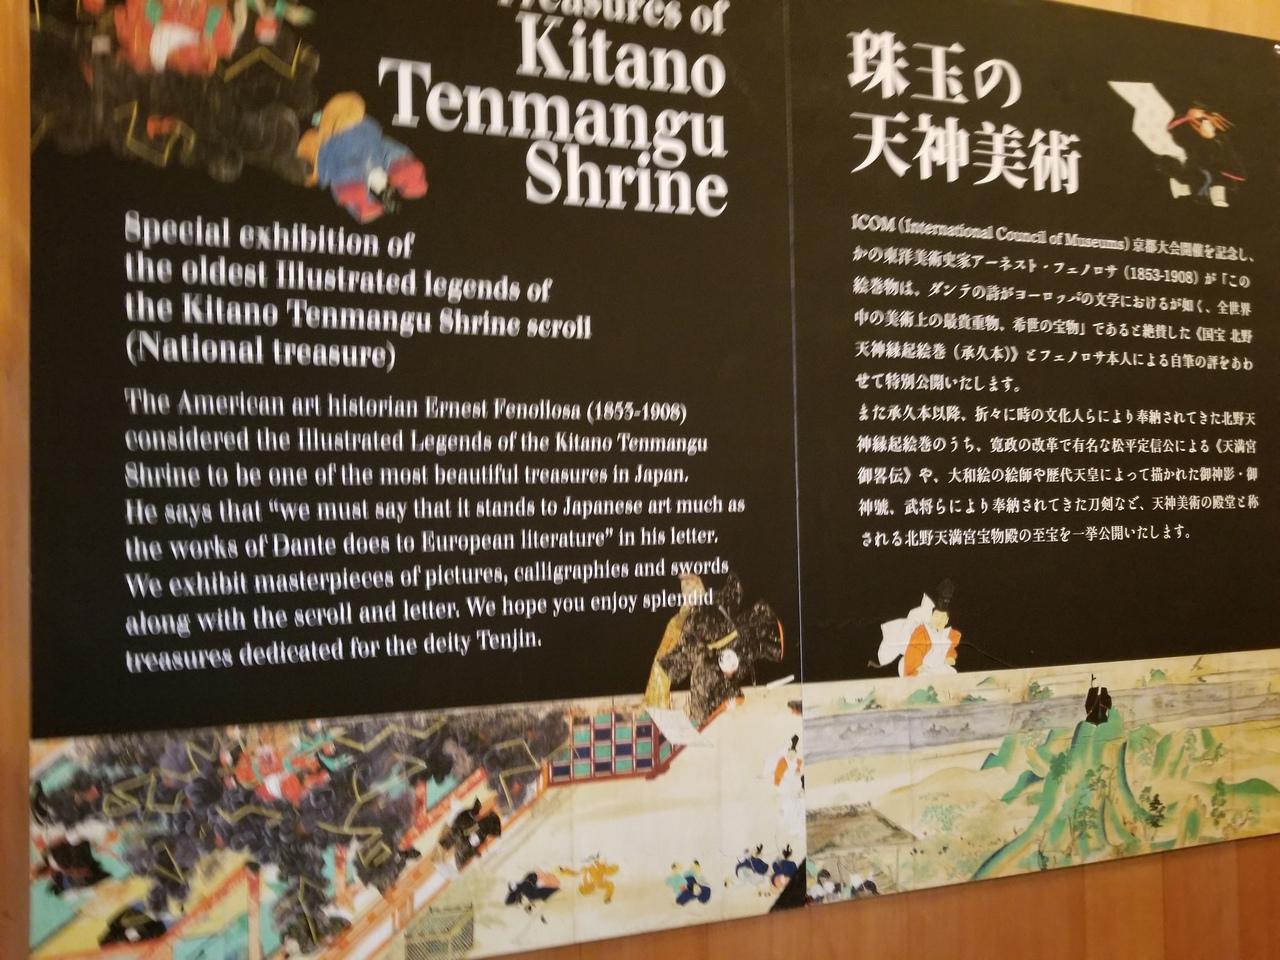 Treasures of
Kitano
Tenmangu
Shrine
Special exhibition of
the oldest Illustrated legends of
the Kitano Tenmangu Shrine scroll
(National treasure)
The American art historian Ernest Fenollosa (1853-1908)
considered the Illustrated Legends of the Kitano Tenmangu
Shrine to be one of the most beautiful treasures in Japan.
He says that “we must say that it stands to Japanese art much as
the works of Dante does to European literature” in his letter.
We exhibit masterpieces of pictures, calligraphies and swords
along with the scroll and letter. We hope you enjoy splendid
treasures dedicated for the deity Tenjin.
珠玉の
天神美術
ICOM (International Council of Museums) 京都大会開催を記念し、
かの東洋美術史家アーネスト・フェノロサ (1853-1908) が「この
絵巻物は、ダンテの詩がヨーロッパの文学におけるが如く、全世界
中の美術上の最貴重物、希世の宝物」であると絶賛した《国宝 北野
天神縁起絵巻（承久本）》とフェノロサ本人による自筆の評をあわ
せて特別公開いたします。
また承久本以降、折々に時の文化人らにより奉納されてきた北野天
神縁起絵巻のうち、寛政の改革で有名な松平定信公による《天満宮
御畧伝》や、大和絵の絵師や歴代天皇によって描かれた御神影・御
神號、武将らにより奉納されてきた刀剣など、天神美術の殿堂と称
される北野天満宮宝物殿の至宝を一挙公開いたします。